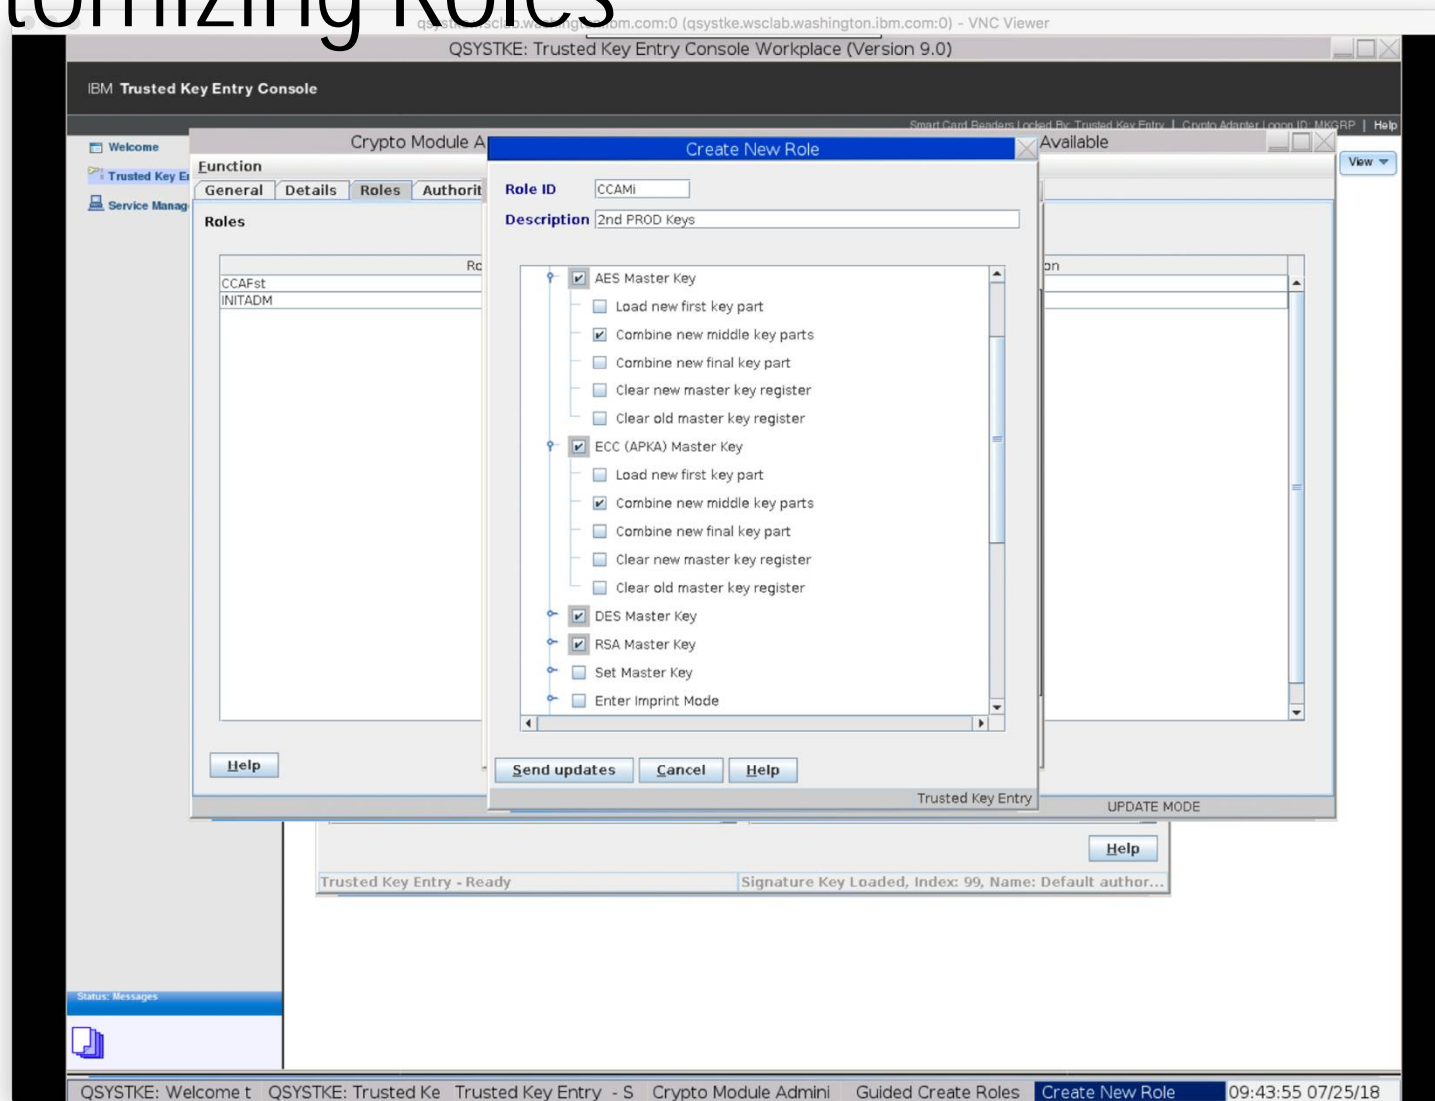 tomizing Roles
qsystke.wsclab.washington.ibm.com:0 (qsystke.wsclab.washington.ibm.com:0) - VNC Viewer
QSYSTKE: Trusted Key Entry Console Workplace (Version 9.0)
IBM Trusted Key Entry Console
Smart Card Readers Locked By: Trusted Key Entry | Crypto Adapter Logon ID: MKGRP | Help
Welcome
Trusted Key E
Service Manag
View
Crypto Module A
Available
Function
General Details Roles Authorit
Roles
Ro
on
CCAFst
INITADM
Help
UPDATE MODE
Create New Role
Role ID CCAMi
Description 2nd PROD Keys
AES Master Key
Load new first key part
Combine new middle key parts
Combine new final key part
Clear new master key register
Clear old master key register
ECC (APKA) Master Key
Load new first key part
Combine new middle key parts
Combine new final key part
Clear new master key register
Clear old master key register
DES Master Key
RSA Master Key
Set Master Key
Enter Imprint Mode
Send updates Cancel Help
Trusted Key Entry
Help
Trusted Key Entry - Ready
Signature Key Loaded, Index: 99, Name: Default author...
Status: Messages
QSYSTKE: Welcome t QSYSTKE: Trusted Ke Trusted Key Entry - S Crypto Module Admini Guided Create Roles Create New Role 09:43:55 07/25/18